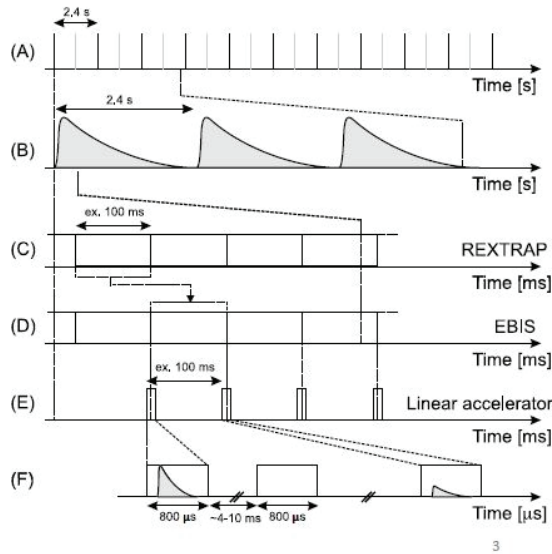 2,4 s
(A)
Time [s]
2,4 s
(B)
Time [s]
ex. 100 ms
(C)
REXTRAP
Time [ms]
(D)
EBIS
Time [ms]
ex. 100 ms
(E)
Linear accelerator
Time [ms]
(F)
800 µs
~4-10 ms
800 µs
Time [µs]
3